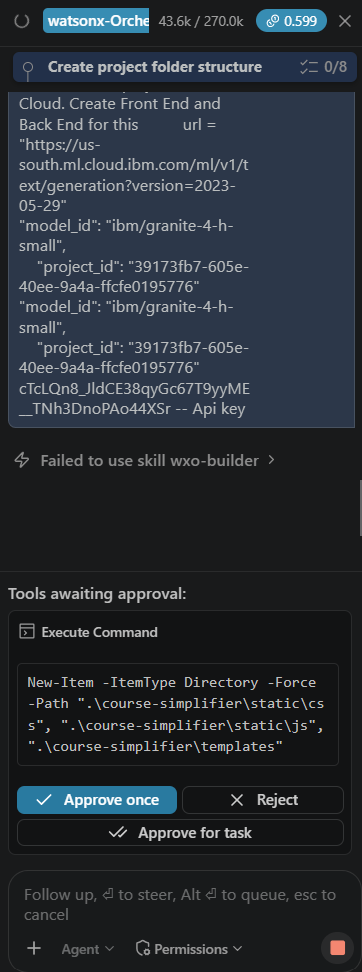 watsonx-Orche 43.6k / 270.0k 0.599
Create project folder structure 0/8
Cloud. Create Front End and
Back End for this url =
"https://us-
south.ml.cloud.ibm.com/ml/v1/t
ext/generation?version=2023-
05-29"
"model_id": "ibm/granite-4-h-
small",
"project_id": "39173fb7-605e-
40ee-9a4a-ffcfe0195776"
"model_id": "ibm/granite-4-h-
small",
"project_id": "39173fb7-605e-
40ee-9a4a-ffcfe0195776"
cTcLQn8_JldCE38qyGc67T9yyME
__TNh3DnoPAo44XSr -- Api key
Failed to use skill wxo-builder
Tools awaiting approval:
Execute Command
New-Item -ItemType Directory -Force
-Path ".\course-simplifier\static\cs
s", ".\course-simplifier\static\js",
".\course-simplifier\templates"
Approve once Reject
Approve for task
Follow up, ⏎ to steer, Alt ⏎ to queue, esc to
cancel
Agent Permissions